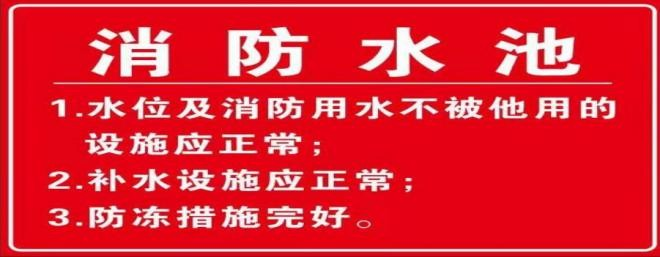 消防水池
1.水位及消防用水不被他用的
设施应正常；
2.补水设施应正常；
3.防冻措施完好。